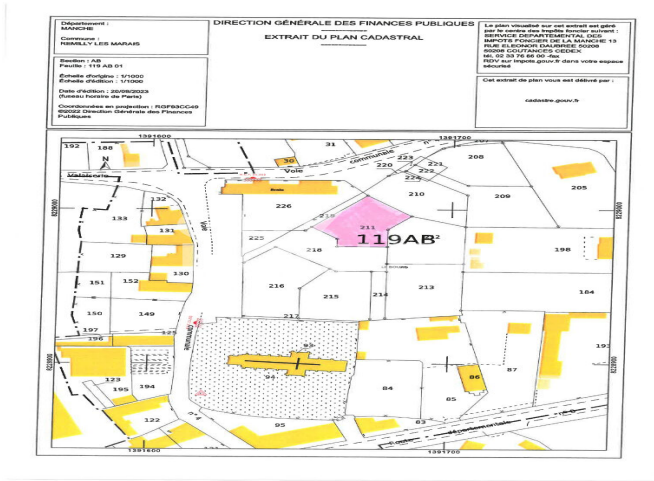 Département :
MANCHE
Commune :
REMILLY LES MARAIS
Section : AB
Feuille : 119 AB 01
Échelle d'origine : 1/1000
Échelle d'édition : 1/1000
Date d'édition : 20/09/2023
(fuseau horaire de Paris)
Coordonnées en projection : RGF93CC49
©2022 Direction Générale des Finances
Publiques
DIRECTION GÉNÉRALE DES FINANCES PUBLIQUES
EXTRAIT DU PLAN CADASTRAL
Le plan visualisé sur cet extrait est géré
par le centre des impôts foncier suivant :
SERVICE DEPARTEMENTAL DES
IMPOTS FONCIER DE LA MANCHE 13
RUE ELEONOR DAUBREE 50208
50208 COUTANCES CEDEX
tél. 02 33 76 66 00 -fax
RDV sur impots.gouv.fr dans votre espace
sécurisé
Cet extrait de plan vous est délivré par :
cadastre.gouv.fr
1391600
1391700
192
188
N
31
30
Voie
communale
n°
223
220
221
222
224
208
210
209
205
Ecole
226
132
133
131
Voie
211
119AB
225
218
198
129
130
151
152
216
215
214
213
184
150
149
197
196
125
217
communale
93
94
123
195
194
122
84
86
87
85
83
95
Route
départementale
1391600
1391700